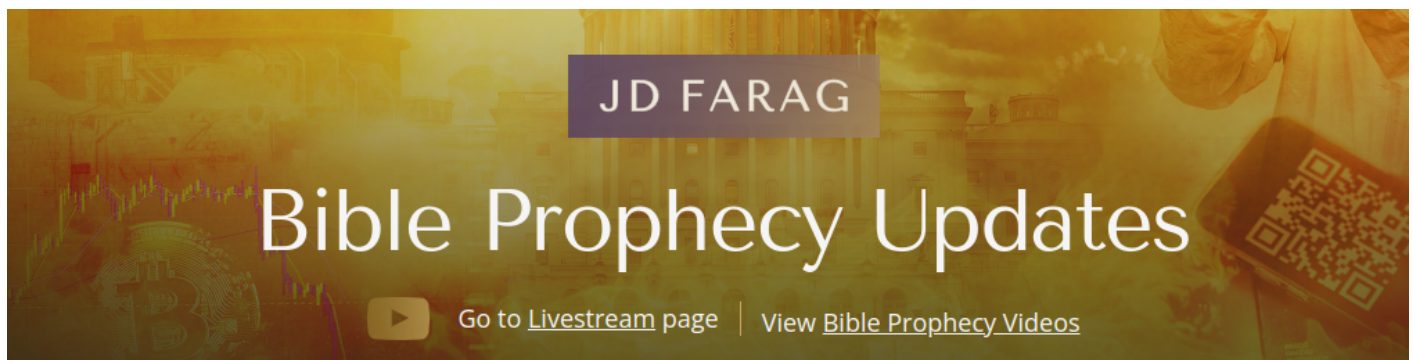 JD FARAG
Bible Prophecy Updates
Go to Livestream page
View Bible Prophecy Videos